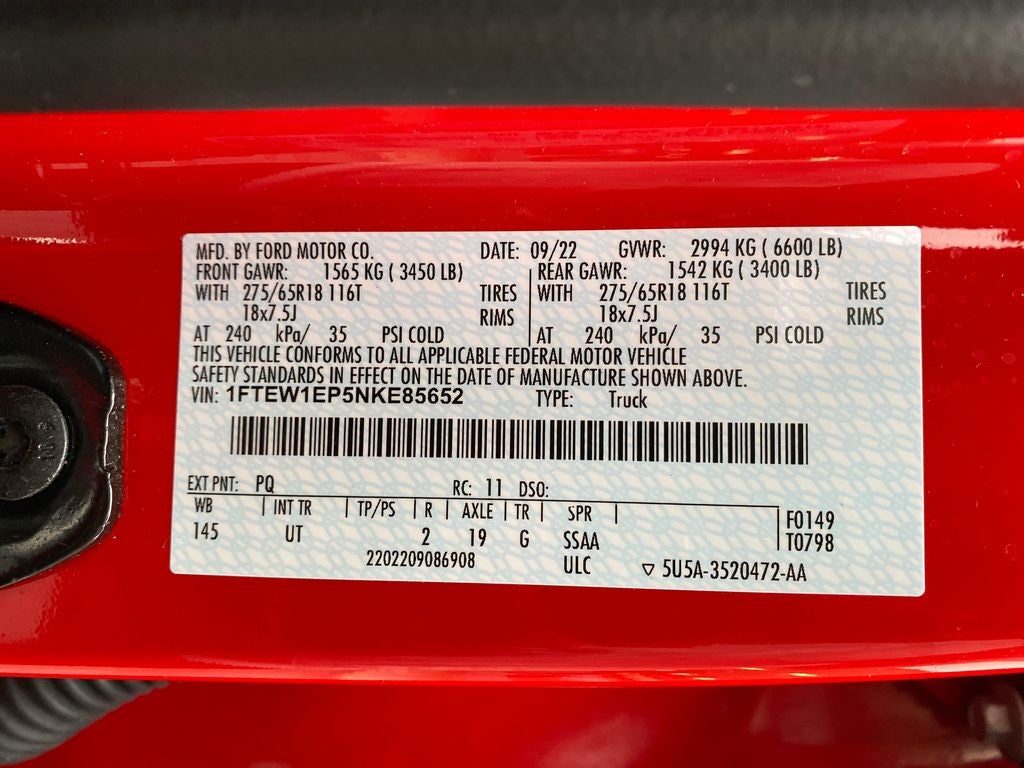 MFD. BY FORD MOTOR CO. DATE: 09/22 GVWR: 2994 KG ( 6600 LB)
FRONT GAWR: 1565 KG ( 3450 LB) REAR GAWR: 1542 KG ( 3400 LB)
WITH 275/65R18 116T TIRES WITH 275/65R18 116T TIRES
18x7.5J RIMS 18x7.5J RIMS
AT 240 kPa/ 35 PSI COLD AT 240 kPa/ 35 PSI COLD
THIS VEHICLE CONFORMS TO ALL APPLICABLE FEDERAL MOTOR VEHICLE
SAFETY STANDARDS IN EFFECT ON THE DATE OF MANUFACTURE SHOWN ABOVE.
VIN: 1FTEW1EP5NKE85652 TYPE: Truck
EXT PNT: PQ RC: 11 DSO:
WB INT TR TP/PS R AXLE TR SPR F0149
145 UT 2 19 G SSAA T0798
2202209086908 ULC ▽ 5U5A-3520472-AA